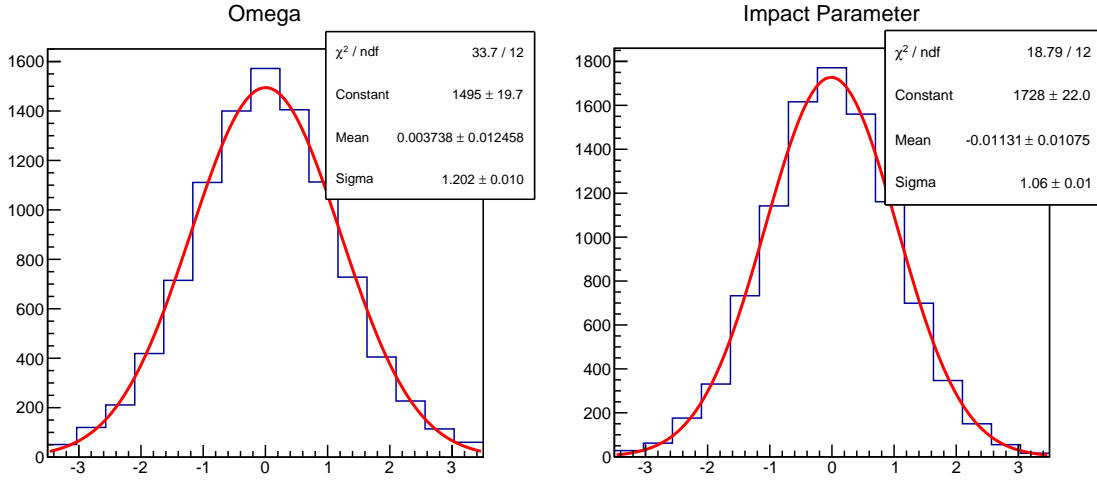 Omega
χ² / ndf 33.7 / 12
Constant 1495 ± 19.7
Mean 0.003738 ± 0.012458
Sigma 1.202 ± 0.010
1600
1400
1200
1000
800
600
400
200
0
-3 -2 -1 0 1 2 3
Impact Parameter
χ² / ndf 18.79 / 12
Constant 1728 ± 22.0
Mean -0.01131 ± 0.01075
Sigma 1.06 ± 0.01
1800
1600
1400
1200
1000
800
600
400
200
0
-3 -2 -1 0 1 2 3